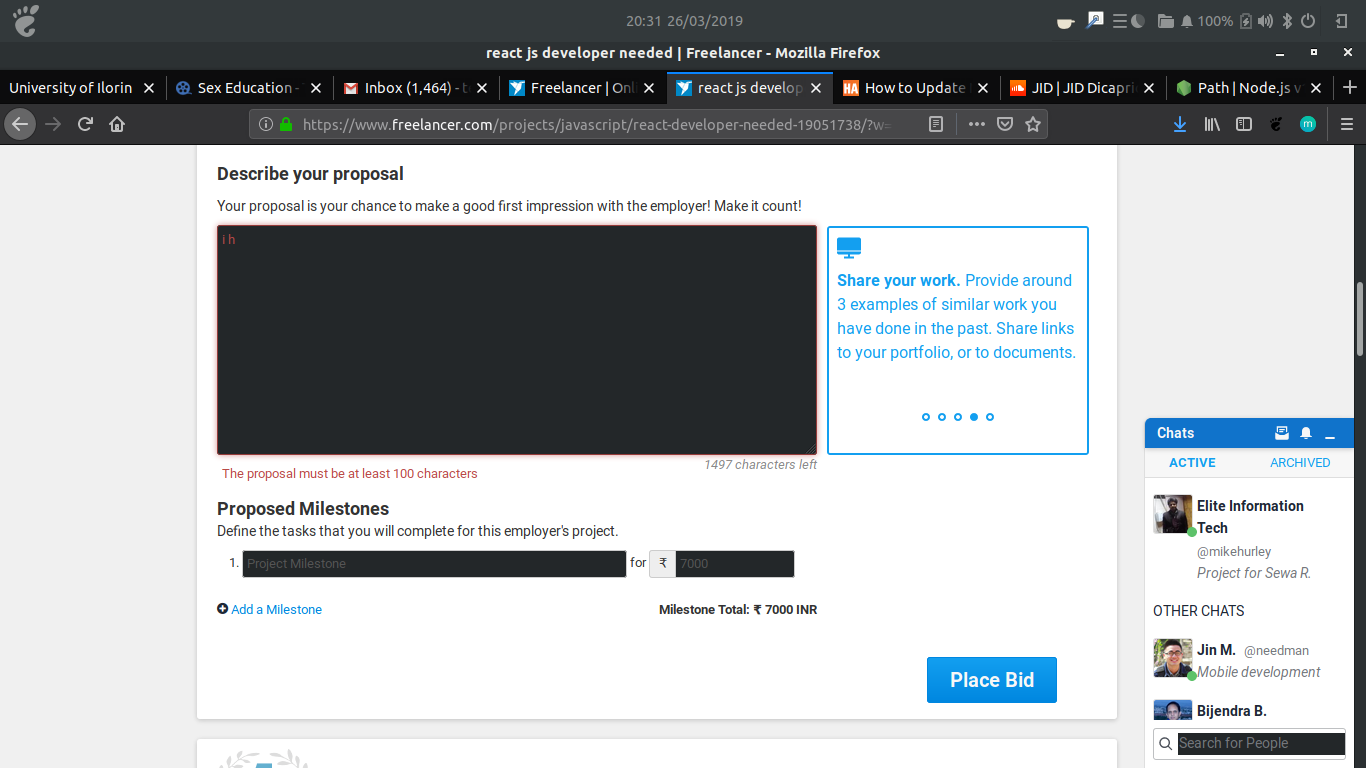 20:31 26/03/2019
100%
react js developer needed | Freelancer - Mozilla Firefox
University of Ilorin
Sex Education -
Inbox (1,464) - t
Freelancer | Onl
react js develop
How to Update
JID | JID Dicapri
Path | Node.js v
https://www.freelancer.com/projects/javascript/react-developer-needed-19051738/?w=
m
Describe your proposal
Your proposal is your chance to make a good first impression with the employer! Make it count!
i h
Share your work. Provide around
3 examples of similar work you
have done in the past. Share links
to your portfolio, or to documents.
1497 characters left
The proposal must be at least 100 characters
Proposed Milestones
Define the tasks that you will complete for this employer's project.
1. Project Milestone for ₹ 7000
Add a Milestone
Milestone Total: ₹ 7000 INR
Place Bid
Chats
ACTIVE ARCHIVED
Elite Information
Tech
@mikehurley
Project for Sewa R.
OTHER CHATS
Jin M. @needman
Mobile development
Bijendra B.
Search for People